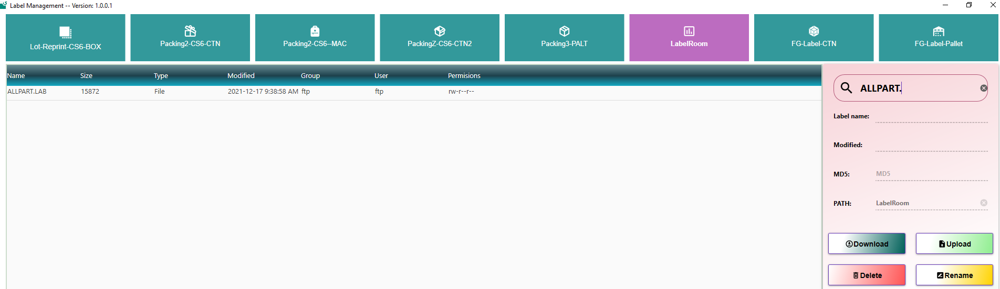 Label Management -- Version: 1.0.0.1
Lot-Reprint-CS6-BOX
Packing2-CS6-CTN
Packing2-CS6--MAC
PackingZ-CS6-CTN2
Packing3-PALT
LabelRoom
FG-Label-CTN
FG-Label-Pallet
Name Size Type Modified Group User Permisions
ALLPART.LAB 15872 File 2021-12-17 9:38:58 AM ftp ftp rw-r--r--
ALLPART.
Label name:
Modified:
MD5: MD5
PATH: LabelRoom
Download Upload
Delete Rename